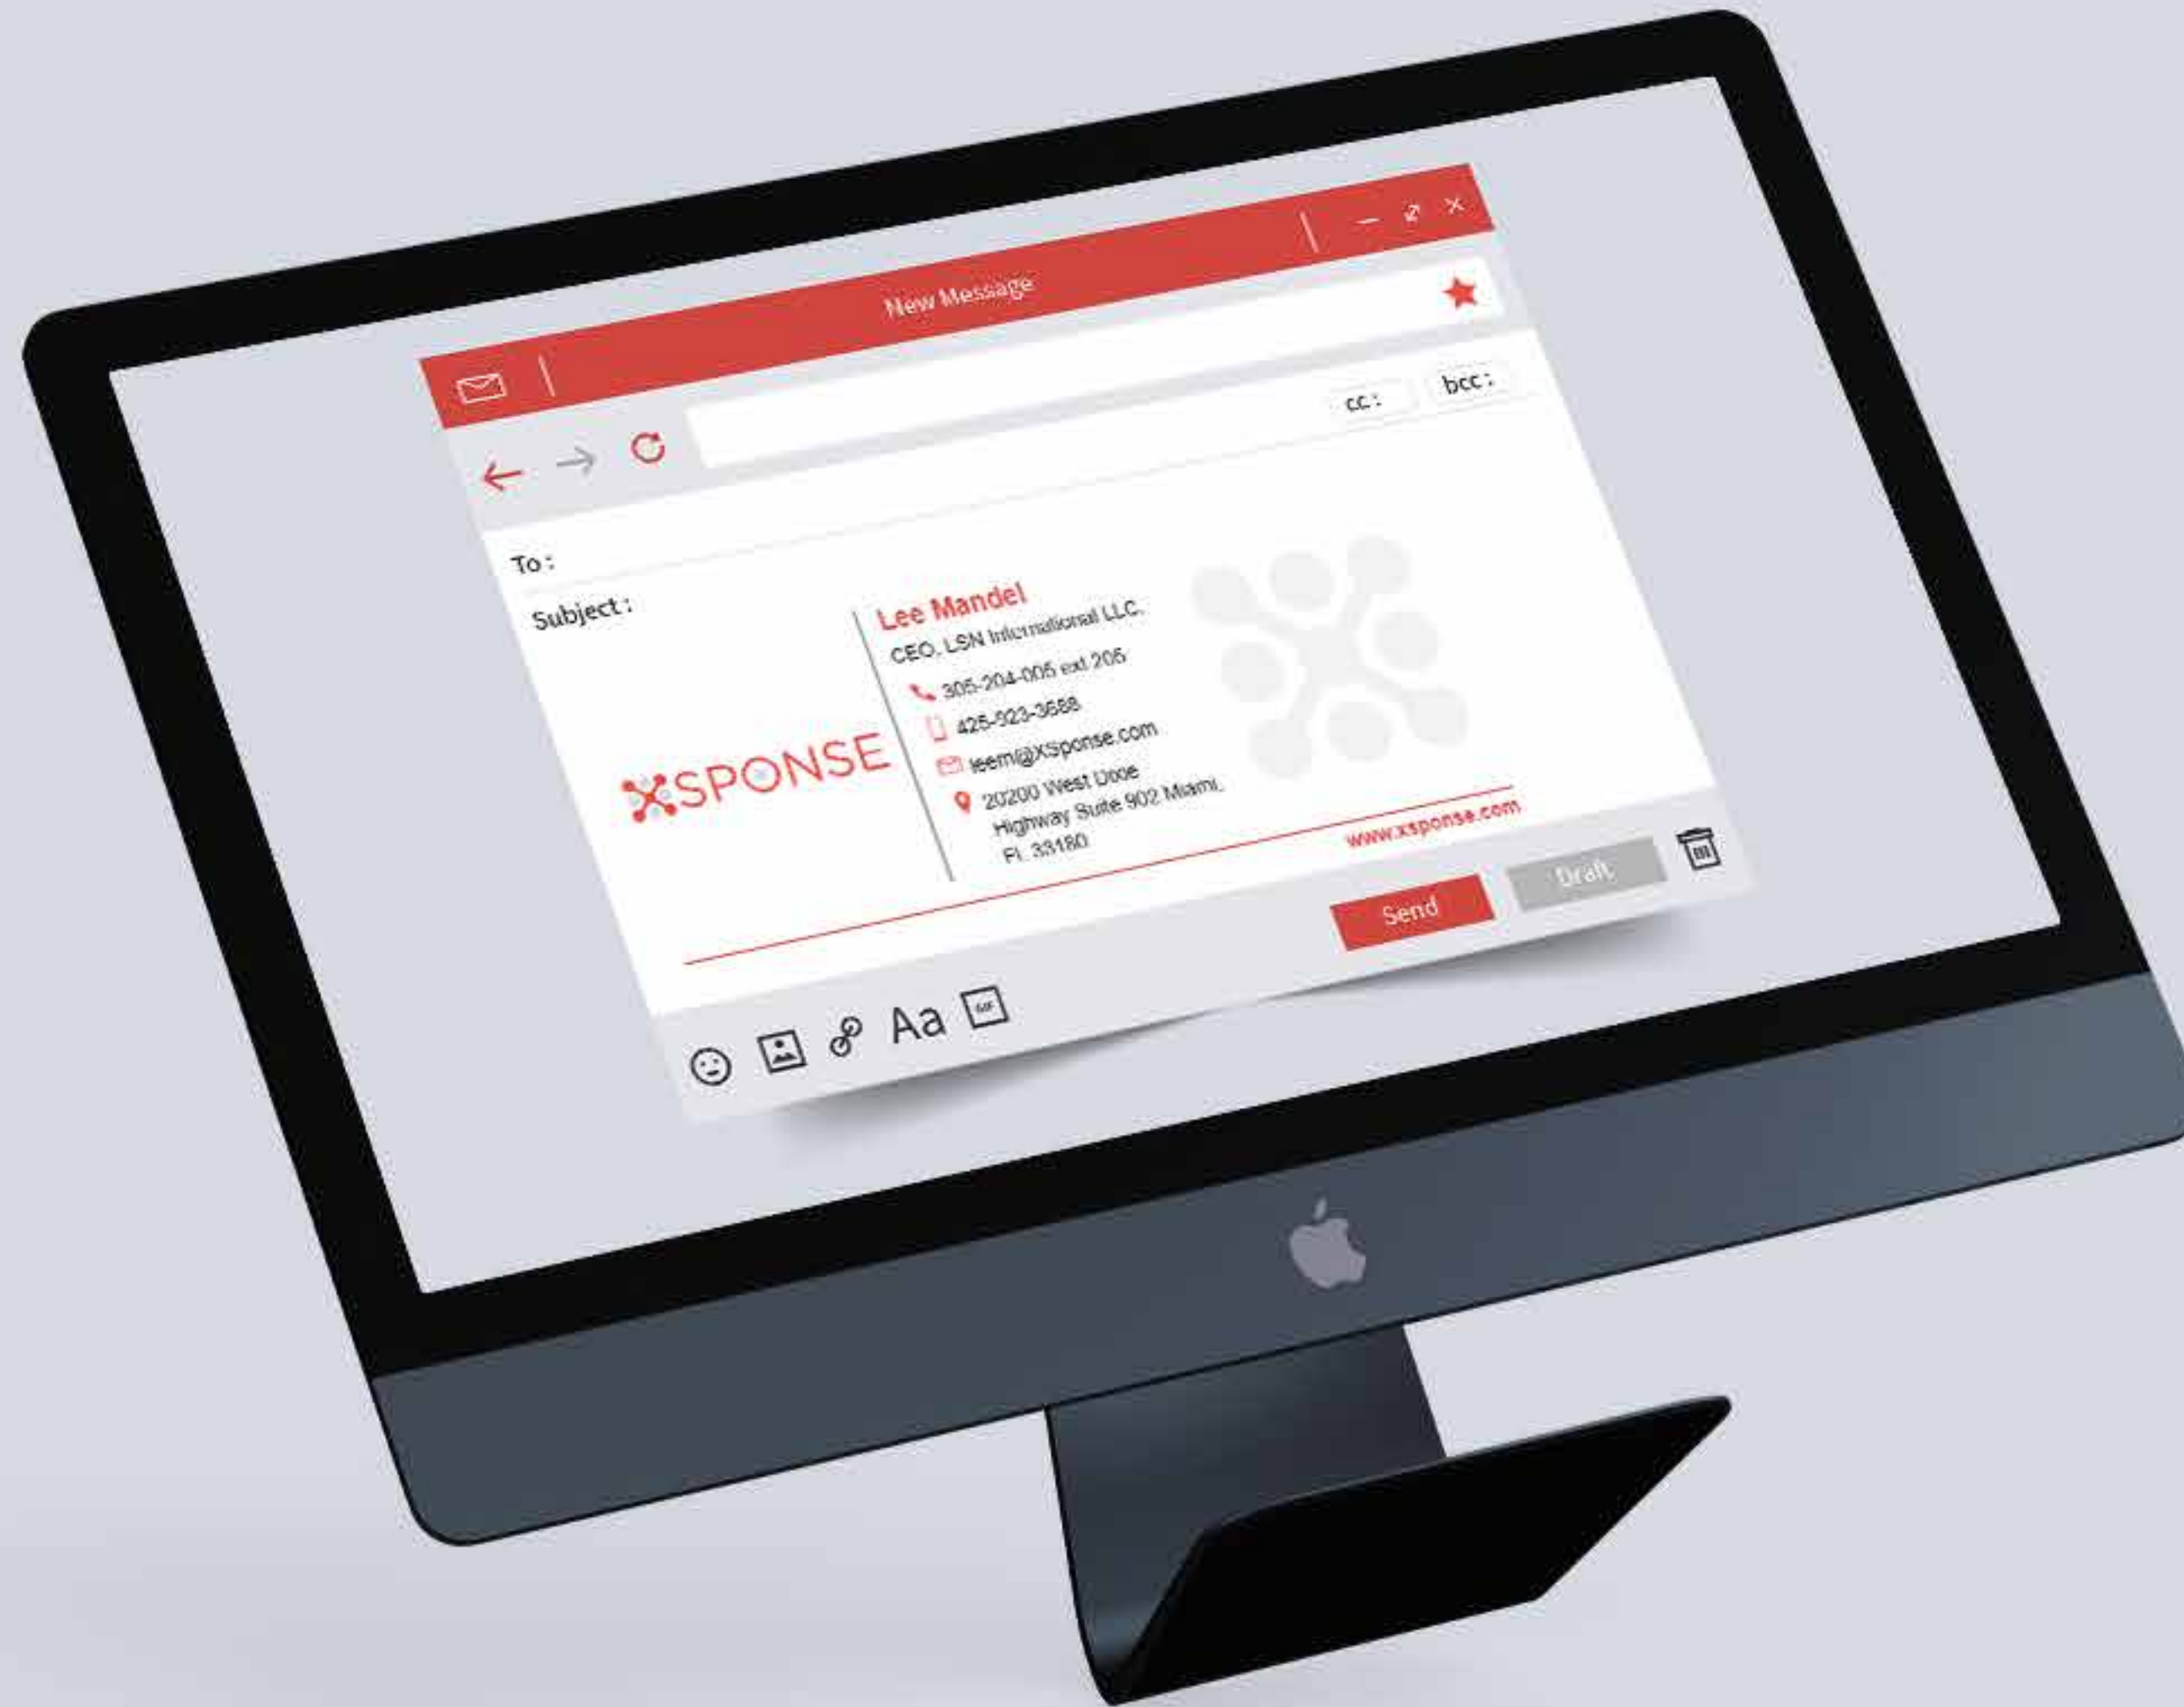 New Message
cc :
bcc :
To :
Subject :
XSPONSE
Lee Mandel
CEO, LSN International LLC.
305-204-005 ext 205
425-923-3688
leem@XSponse.com
20200 West Dixie
Highway Suite 902 Miami,
FL 33180
www.xsponse.com
Send
Draft
Aa
GIF